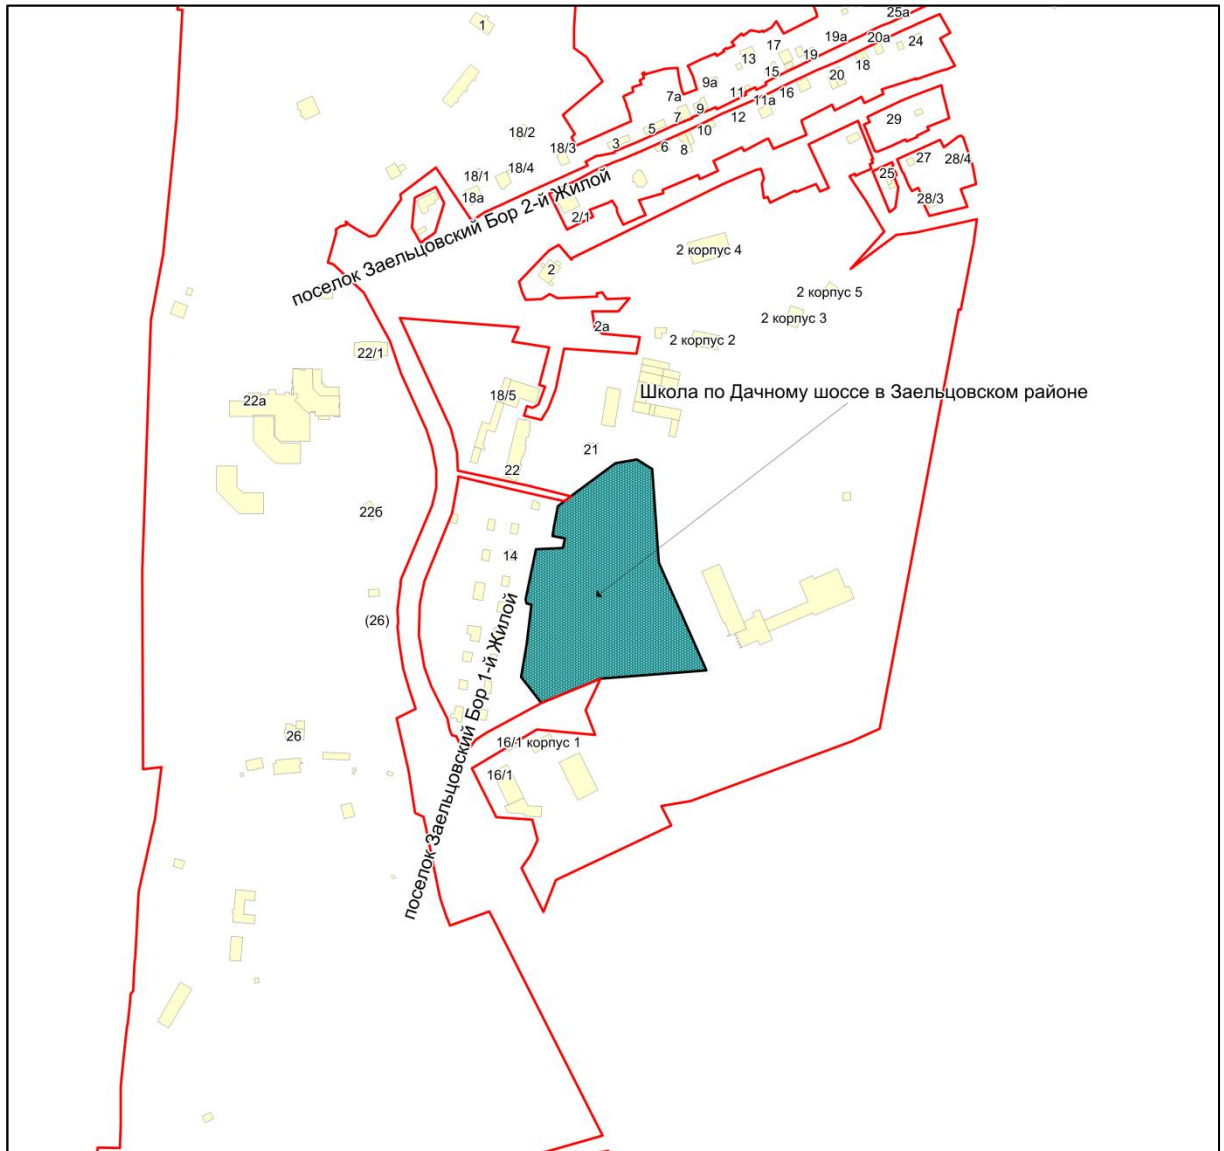 25а
1
19а
20а
24
17
13
19
15
18
9а
20
7а
11
16
9
11а
7
12
29
5
10
18/2
3
6
8
18/3
27
28/4
18/4
18/1
25
18а
28/3
2/1
поселок Заельцовский Бор 2-й Жилой
2 корпус 4
2
2 корпус 5
2 корпус 3
2а
2 корпус 2
22/1
Школа по Дачному шоссе в Заельцовском районе
18/5
22а
21
22
22б
14
(26)
поселок Заельцовский Бор 1-й Жилой
26
16/1 корпус 1
16/1